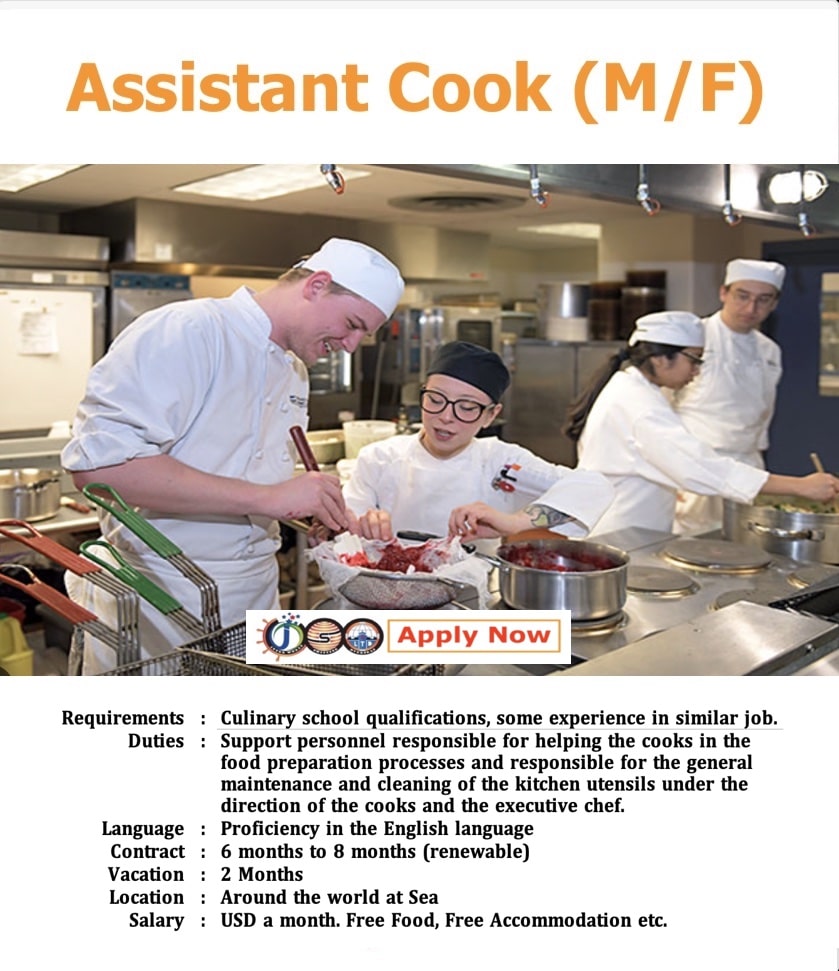 Assistant Cook (M/F)
Apply Now
Requirements : Culinary school qualifications, some experience in similar job.
Duties : Support personnel responsible for helping the cooks in the
food preparation processes and responsible for the general
maintenance and cleaning of the kitchen utensils under the
direction of the cooks and the executive chef.
Language : Proficiency in the English language
Contract : 6 months to 8 months (renewable)
Vacation : 2 Months
Location : Around the world at Sea
Salary : USD a month. Free Food, Free Accommodation etc.